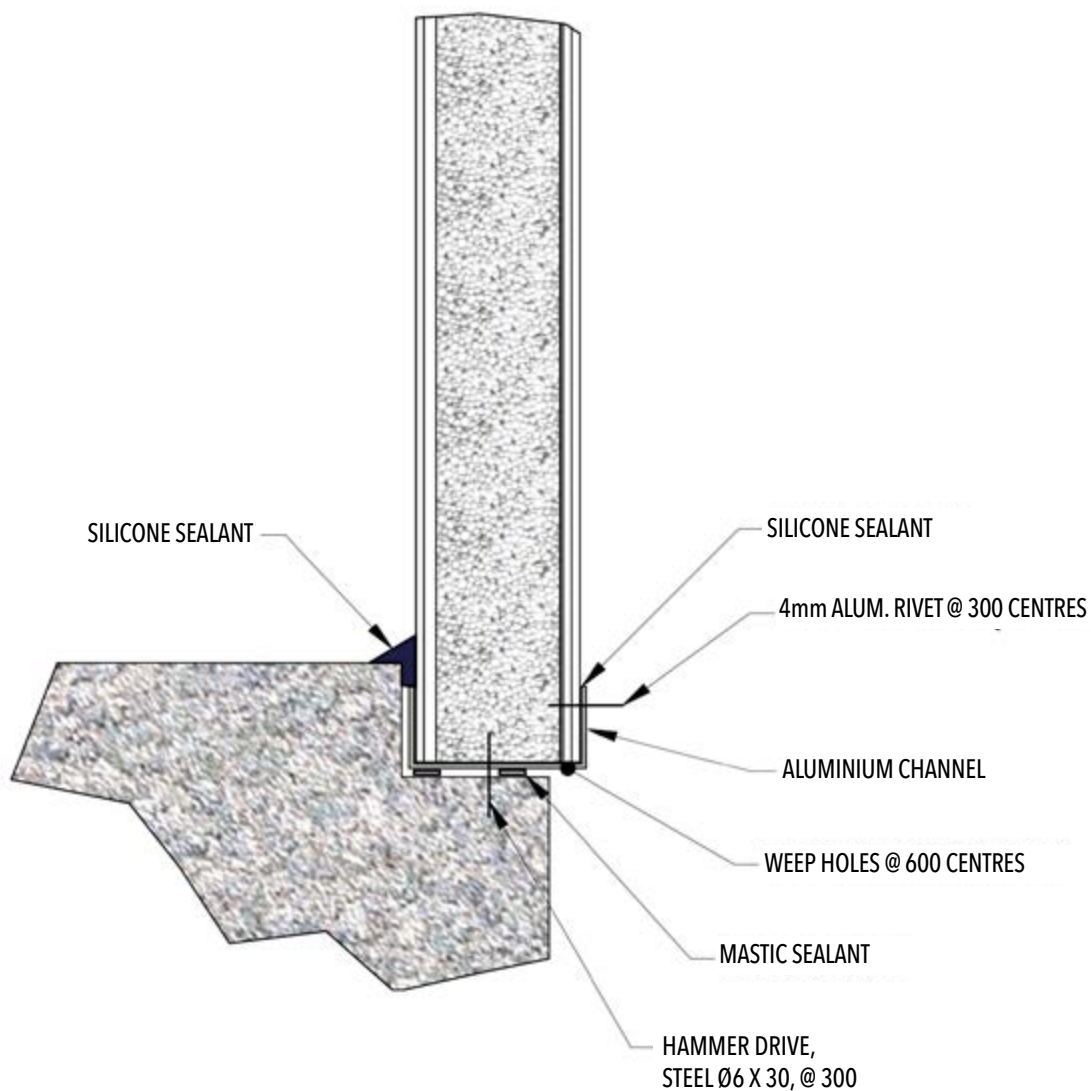 SILICONE SEALANT
SILICONE SEALANT
4mm ALUM. RIVET @ 300 CENTRES
ALUMINIUM CHANNEL
WEEP HOLES @ 600 CENTRES
MASTIC SEALANT
HAMMER DRIVE,
STEEL Ø6 X 30, @ 300